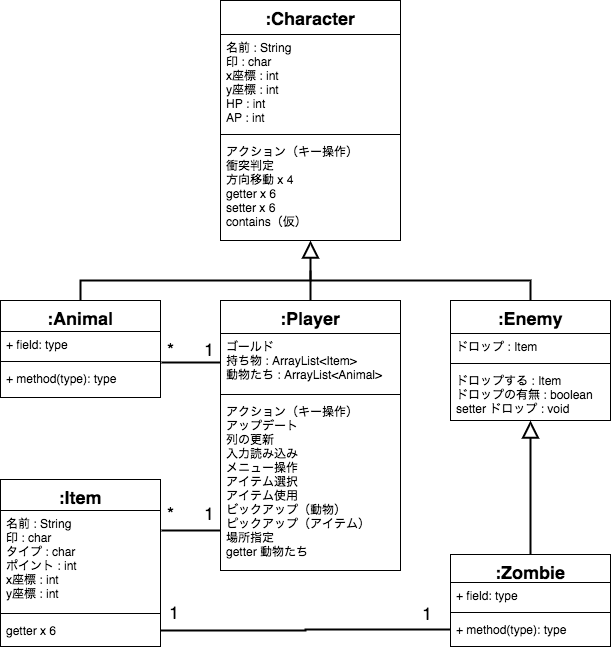 :Character
名前 : String
印 : char
x座標 : int
y座標 : int
HP : int
AP : int
アクション（キー操作）
衝突判定
方向移動 x 4
getter x 6
setter x 6
contains（仮）
:Animal
+ field: type
+ method(type): type
*
1
:Player
ゴールド
持ち物 : ArrayList<Item>
動物たち : ArrayList<Animal>
アクション（キー操作）
アップデート
列の更新
入力読み込み
メニュー操作
アイテム選択
アイテム使用
ピックアップ（動物）
ピックアップ（アイテム）
場所指定
getter 動物たち
:Enemy
ドロップ : Item
ドロップする : Item
ドロップの有無 : boolean
setter ドロップ : void
:Item
名前 : String
印 : char
タイプ : char
ポイント : int
x座標 : int
y座標 : int
getter x 6
*
1
1
1
:Zombie
+ field: type
+ method(type): type